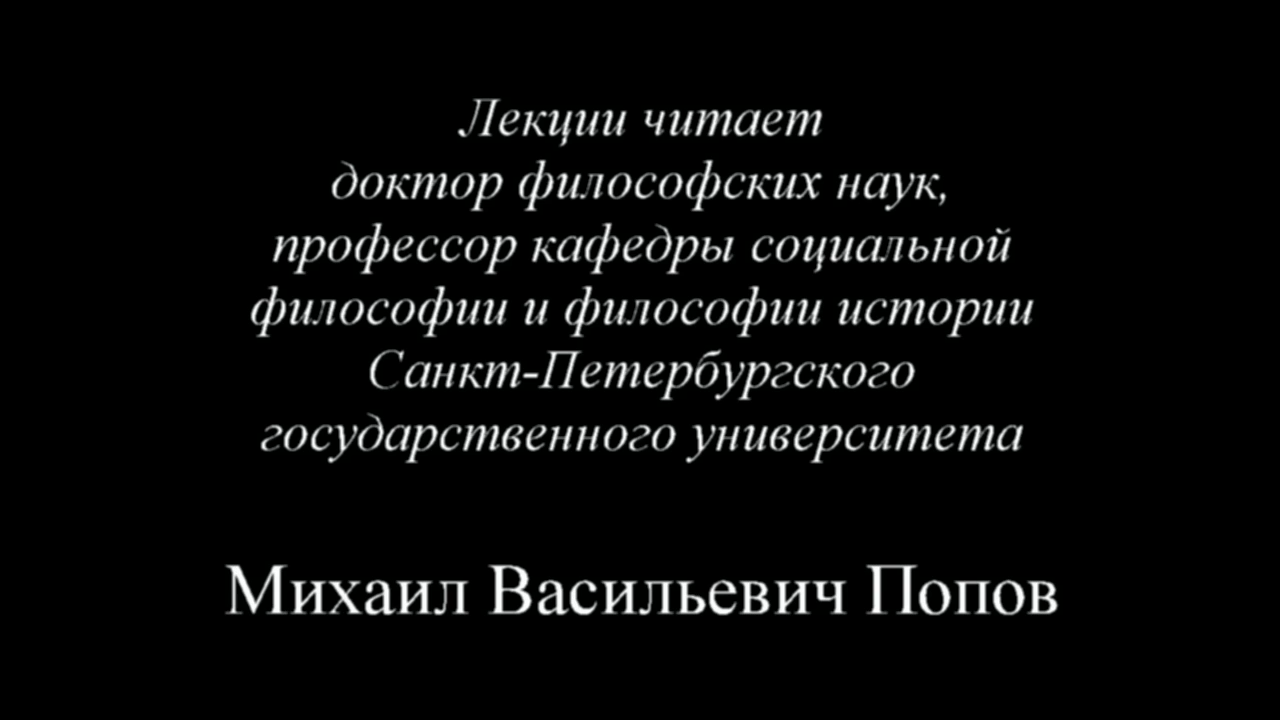 Лекции читает
доктор философских наук,
профессор кафедры социальной
философии и философии истории
Санкт-Петербургского
государственного университета
Михаил Васильевич Попов